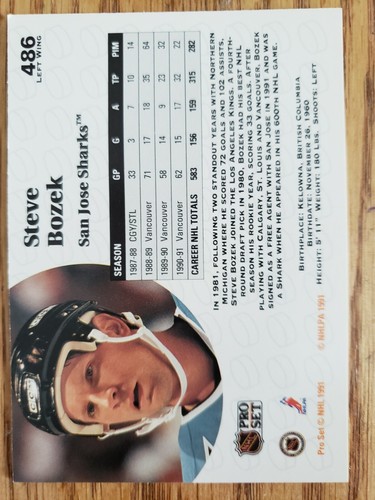 486
LEFT WING
Steve
Bozek
San Jose Sharks™
SEASON GP G A TP PIM
1987-88 CGY/STL 33 3 7 10 14
1988-89 Vancouver 71 17 18 35 64
1989-90 Vancouver 58 14 9 23 32
1990-91 Vancouver 62 15 17 32 22
CAREER NHL TOTALS 583 156 159 315 282
IN 1981, FOLLOWING TWO STANDOUT YEARS WITH NORTHERN
MICHIGAN WHERE HE SCORED 72 GOALS AND 102 ASSISTS,
STEVE BOZEK JOINED THE LOS ANGELES KINGS. A FOURTH-
ROUND DRAFT PICK IN 1980, BOZEK HAD HIS BEST NHL
SEASON HIS ROOKIE YEAR, SCORING 33 GOALS. AFTER
PLAYING WITH CALGARY, ST. LOUIS AND VANCOUVER, BOZEK
SIGNED AS A FREE AGENT WITH SAN JOSE IN 1991 AND WAS
A SHARK WHEN HE APPEARED IN HIS 600TH NHL GAME.
BIRTHPLACE: KELOWNA, BRITISH COLUMBIA
BIRTHDATE: NOVEMBER 26, 1960
HEIGHT: 5' 11" WEIGHT: 180 LBS. SHOOTS: LEFT
NHL
PRO
SET
Pro Set © NHL 1991 © NHLPA 1991